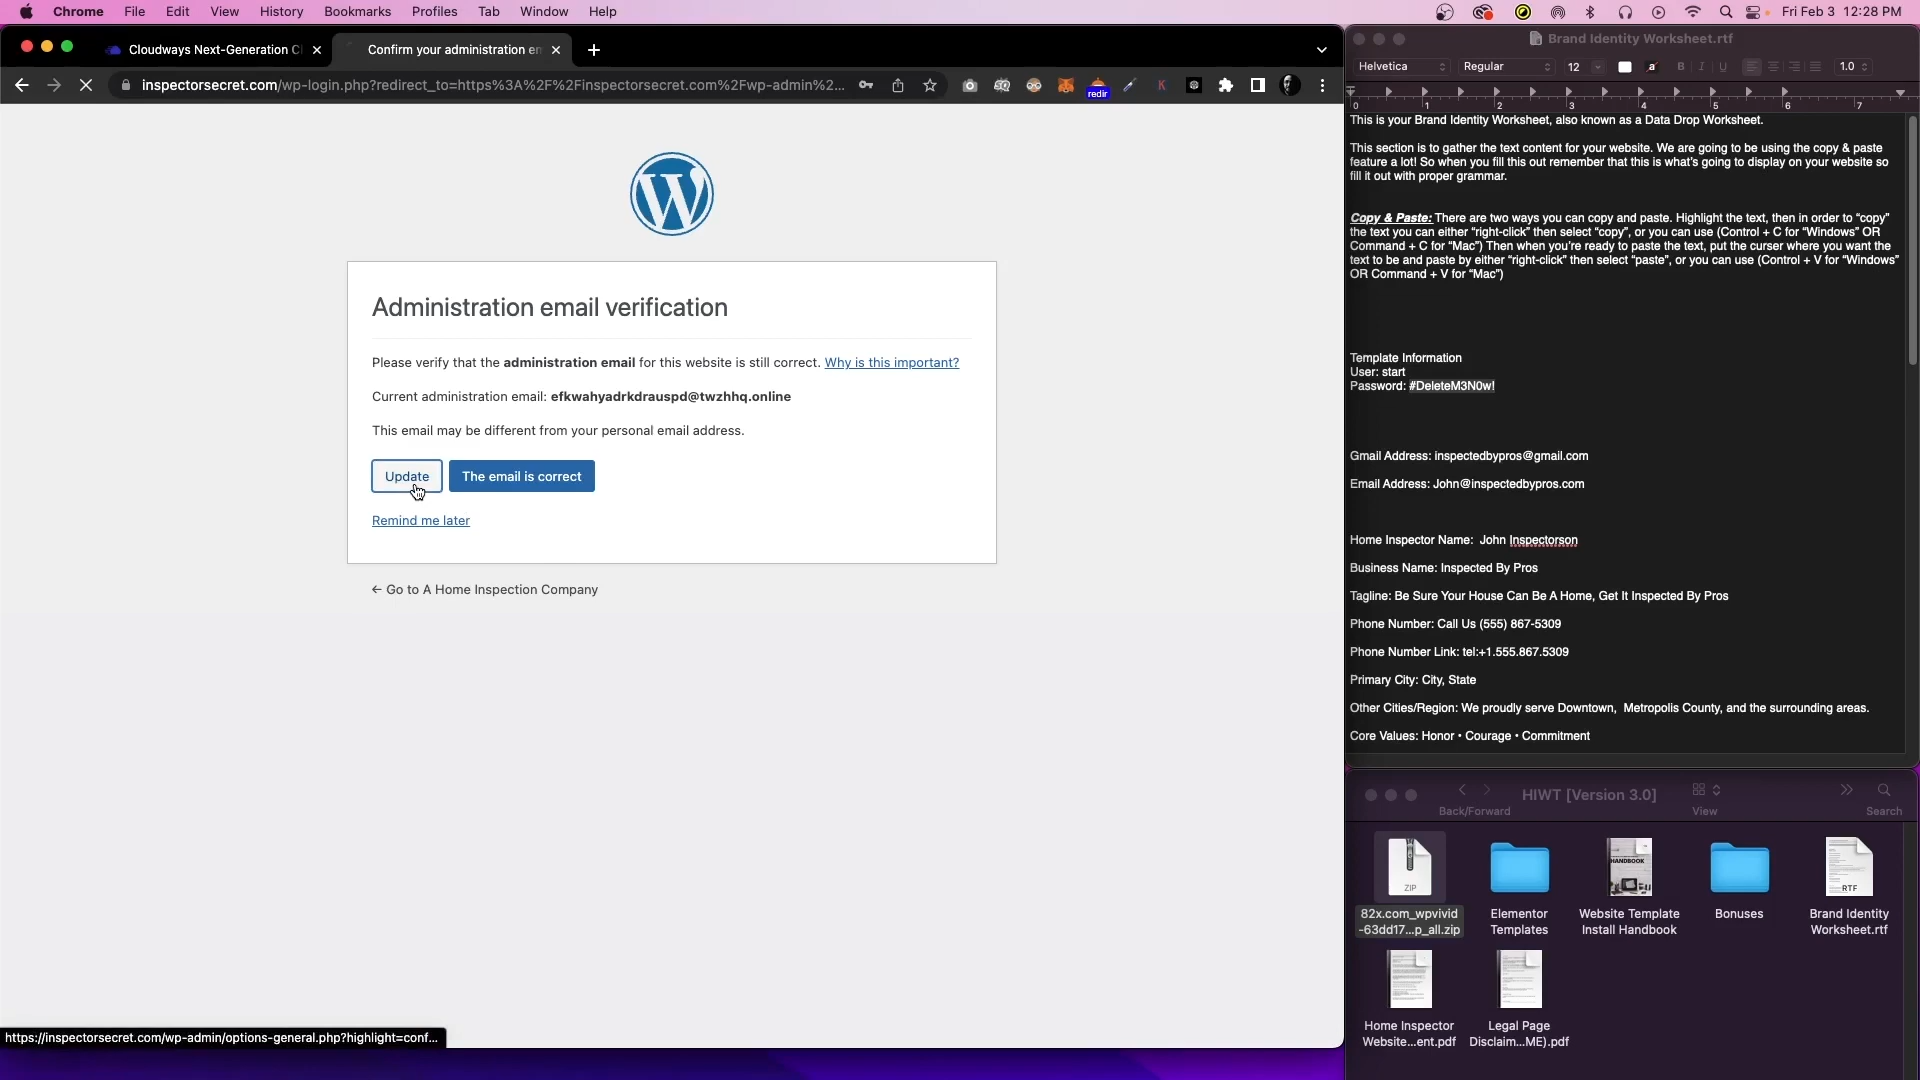 Chrome File Edit View History Bookmarks Profiles Tab Window Help
Fri Feb 3 12:28 PM
Cloudways Next-Generation Cl
Confirm your administration em
inspectorsecret.com/wp-login.php?redirect_to=https%3A%2F%2Finspectorsecret.com%2Fwp-admin%2...
redir
Administration email verification
Please verify that the administration email for this website is still correct. Why is this important?
Current administration email: efkwahyadrkdrauspd@twzhhq.online
This email may be different from your personal email address.
Update
The email is correct
Remind me later
← Go to A Home Inspection Company
https://inspectorsecret.com/wp-admin/options-general.php?highlight=conf...
Brand Identity Worksheet.rtf
Helvetica Regular 12 a B I U 1.0
0 1 2 3 4 5 6 7
This is your Brand Identity Worksheet, also known as a Data Drop Worksheet.
This section is to gather the text content for your website. We are going to be using the copy & paste
feature a lot! So when you fill this out remember that this is what's going to display on your website so
fill it out with proper grammar.
Copy & Paste: There are two ways you can copy and paste. Highlight the text, then in order to “copy”
the text you can either “right-click” then select “copy”, or you can use (Control + C for “Windows” OR
Command + C for “Mac”) Then when you're ready to paste the text, put the curser where you want the
text to be and paste by either “right-click” then select “paste”, or you can use (Control + V for “Windows”
OR Command + V for “Mac”)
Template Information
User: start
Password: #DeleteM3N0w!
Gmail Address: inspectedbypros@gmail.com
Email Address: John@inspectedbypros.com
Home Inspector Name: John Inspectorson
Business Name: Inspected By Pros
Tagline: Be Sure Your House Can Be A Home, Get It Inspected By Pros
Phone Number: Call Us (555) 867-5309
Phone Number Link: tel:+1.555.867.5309
Primary City: City, State
Other Cities/Region: We proudly serve Downtown, Metropolis County, and the surrounding areas.
Core Values: Honor • Courage • Commitment
HIWT [Version 3.0]
Back/Forward
View
Search
ZIP
82x.com_wpvivid
-63dd17...p_all.zip
Elementor
Templates
HANDBOOK
Website Template
Install Handbook
Bonuses
RTF
Brand Identity
Worksheet.rtf
Home Inspector
Website...ent.pdf
Legal Page
Disclaim...ME).pdf